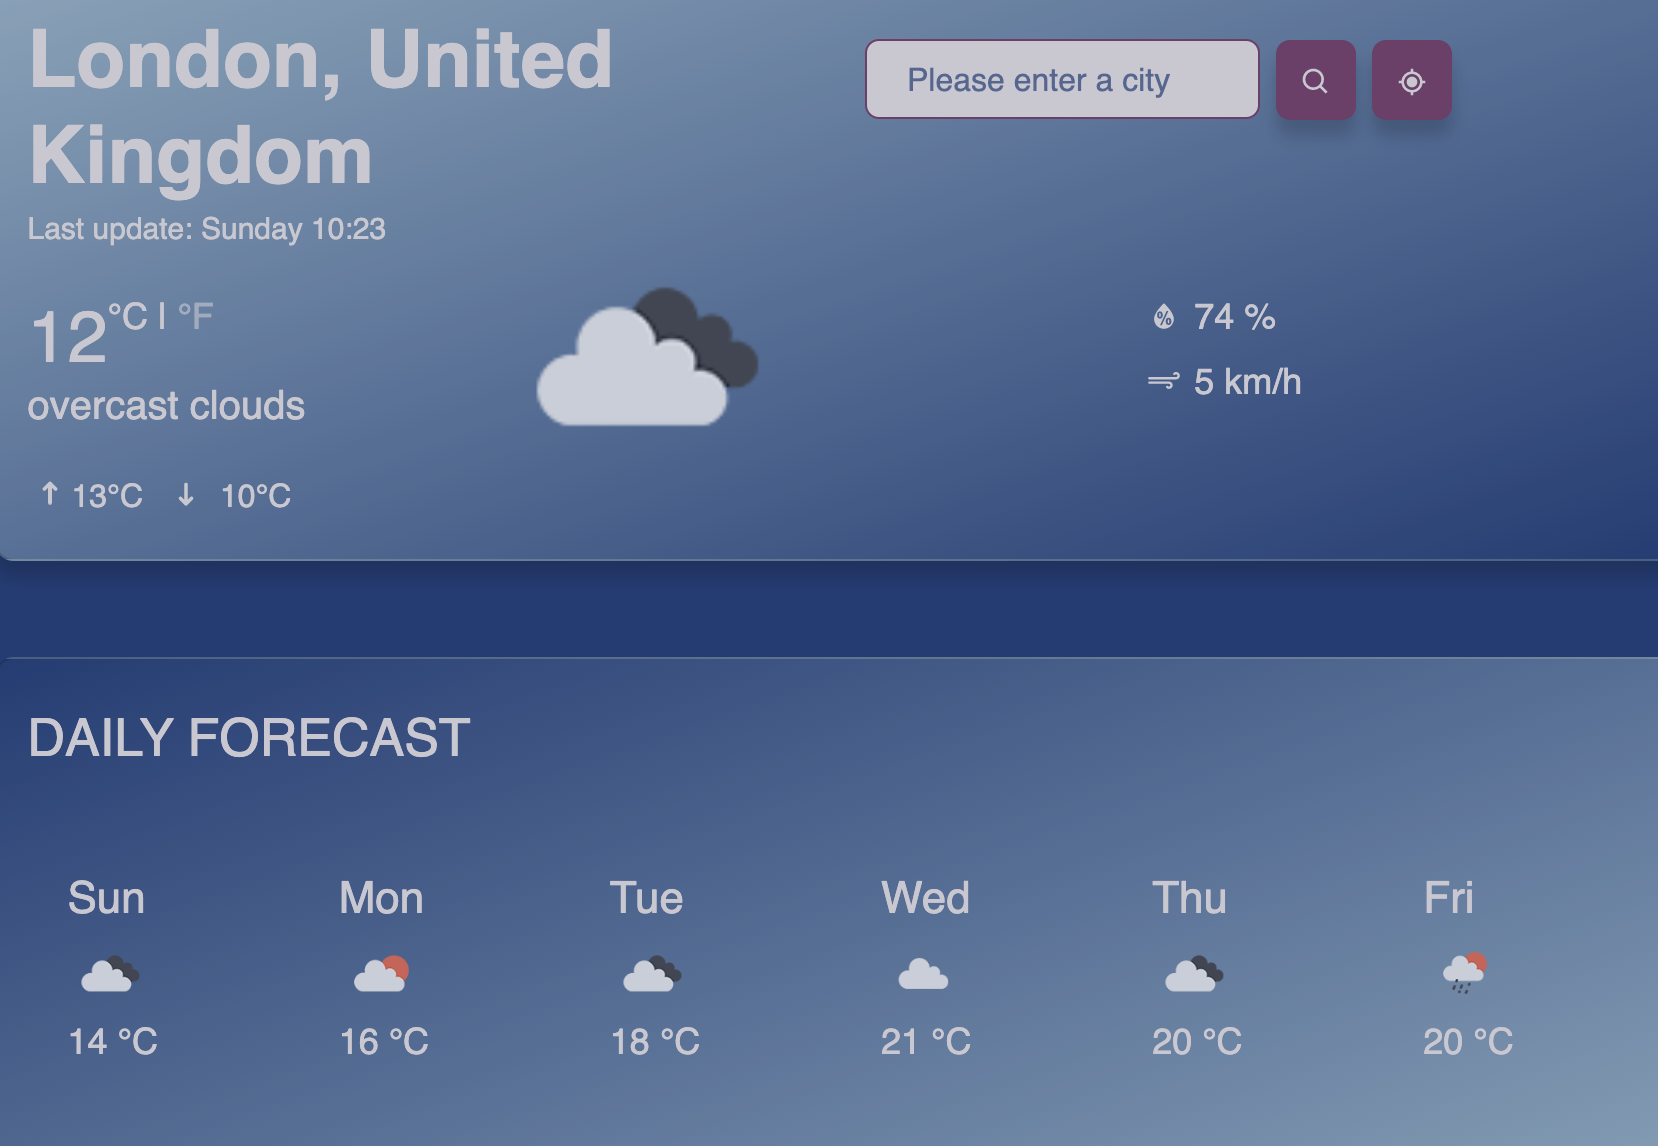 London, United
Kingdom
Please enter a city
Last update: Sunday 10:23
12°C | °F
overcast clouds
74 %
5 km/h
↑ 13°C ↓ 10°C
DAILY FORECAST
Sun Mon Tue Wed Thu Fri
14 °C 16 °C 18 °C 21 °C 20 °C 20 °C